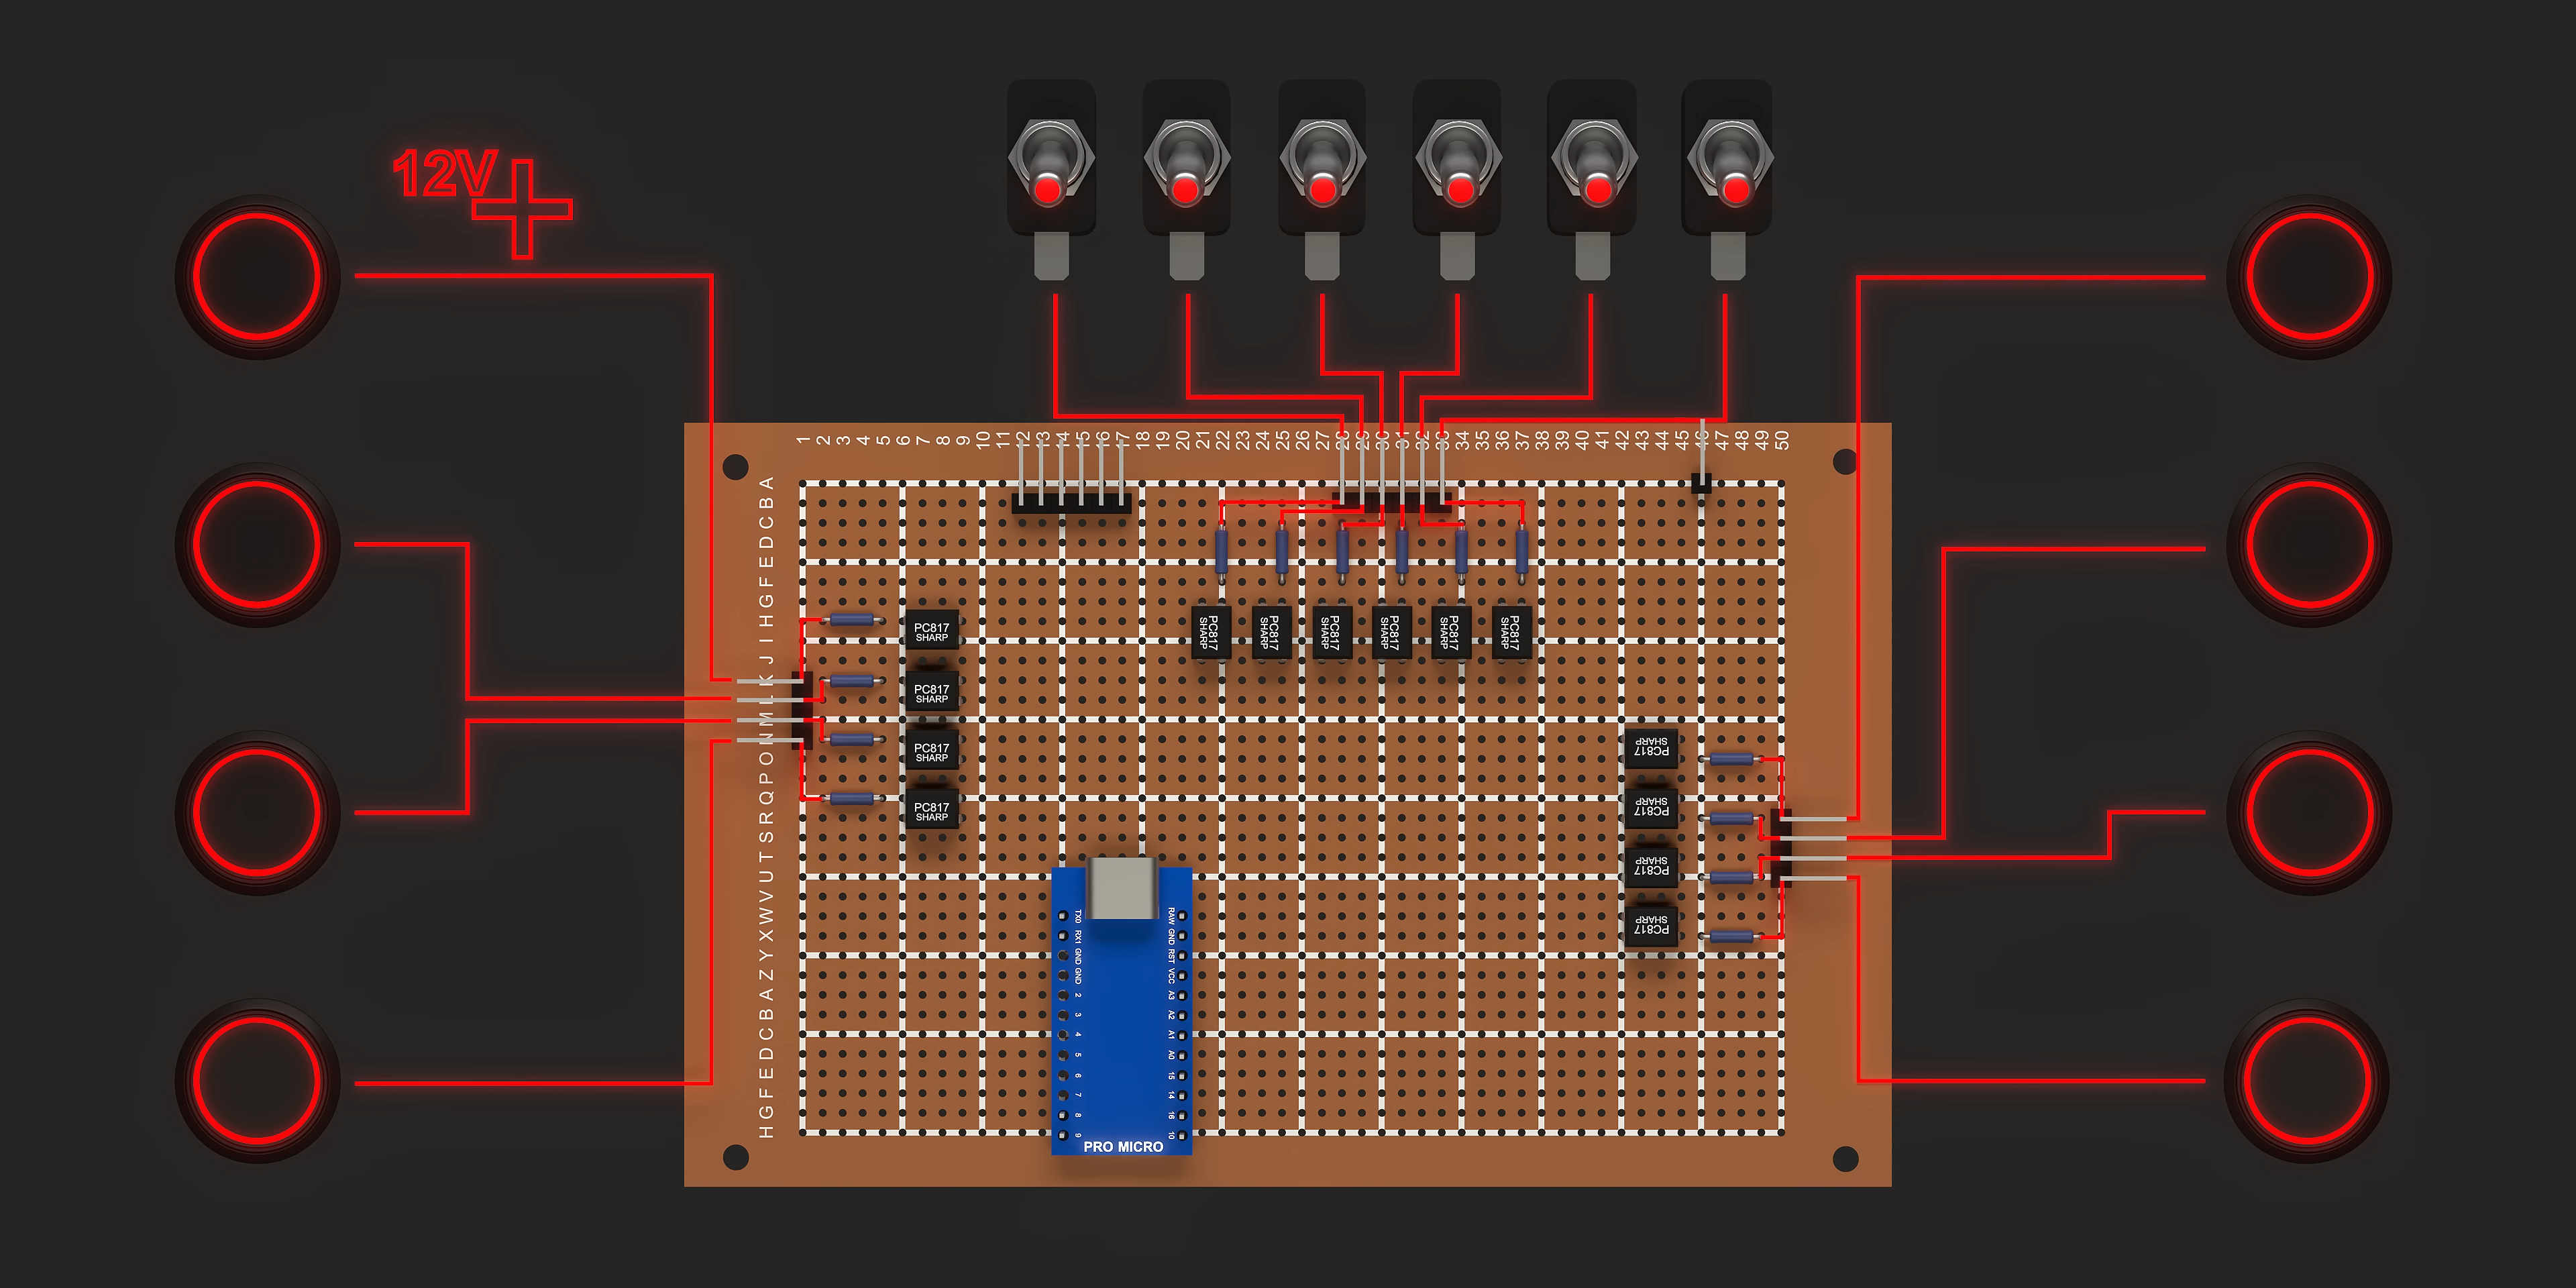 12V
1 2 3 4 5 6 7 8 9 10 11 12 13 14 15 16 17 18 19 20 21 22 23 24 25 26 27 28 29 30 31 32 33 34 35 36 37 38 39 40 41 42 43 44 45 46 47 48 49 50
A
B
C
D
E
F
G
H
I
J
K
L
M
N
O
P
Q
R
S
T
U
V
W
X
Y
Z
A
B
C
D
E
F
G
H
PC817
SHARP
PC817
SHARP
PC817
SHARP
PC817
SHARP
PC817
SHARP
PC817
SHARP
PC817
SHARP
PC817
SHARP
PC817
SHARP
PC817
SHARP
PC817
SHARP
PC817
SHARP
PC817
SHARP
PC817
SHARP
TX0 RX1 GND GND 2 3 4 5 6 7 8 9
RAW GND RST VCC A3 A2 A1 A0 15 14 16 10
PRO MICRO